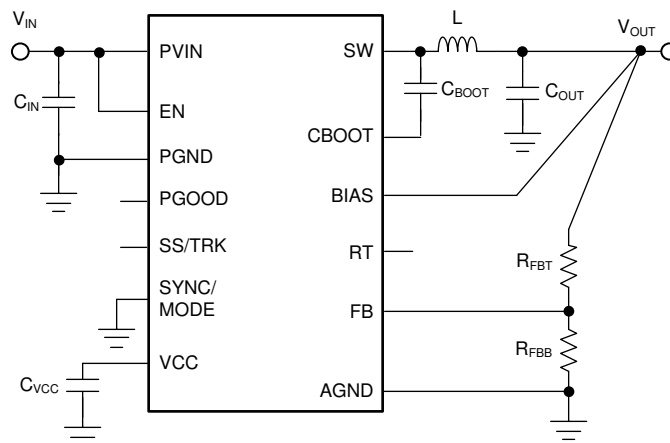 V_IN
C_IN
PVIN
EN
PGND
PGOOD
SS/TRK
SYNC/
MODE
VCC
C_VCC
SW
CBOOT
BIAS
RT
FB
AGND
L
C_BOOT
C_OUT
V_OUT
R_FBT
R_FBB